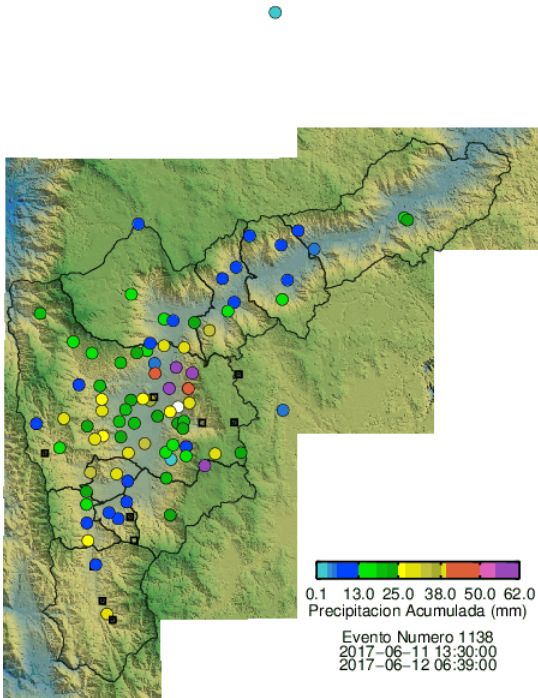 0.1 13.0 25.0 38.0 50.0 62.0
Precipitacion Acumulada (mm)
Evento Numero 1138
2017-06-11 13:30:00
2017-06-12 06:39:00